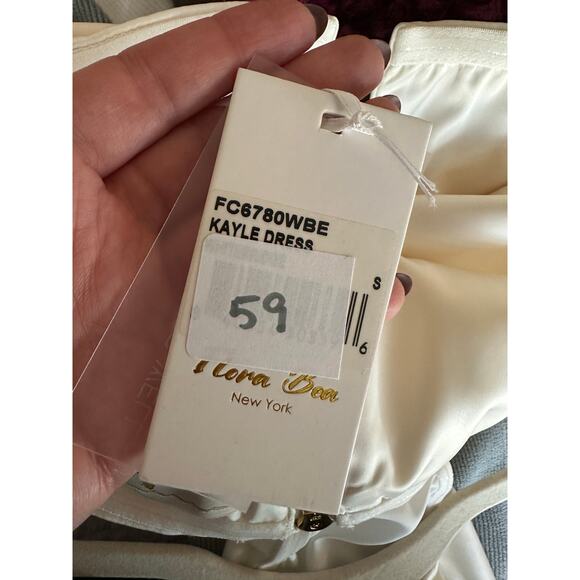 FC6780WBE
KAYLE DRESS
S
59
6
Flora Bea
New York